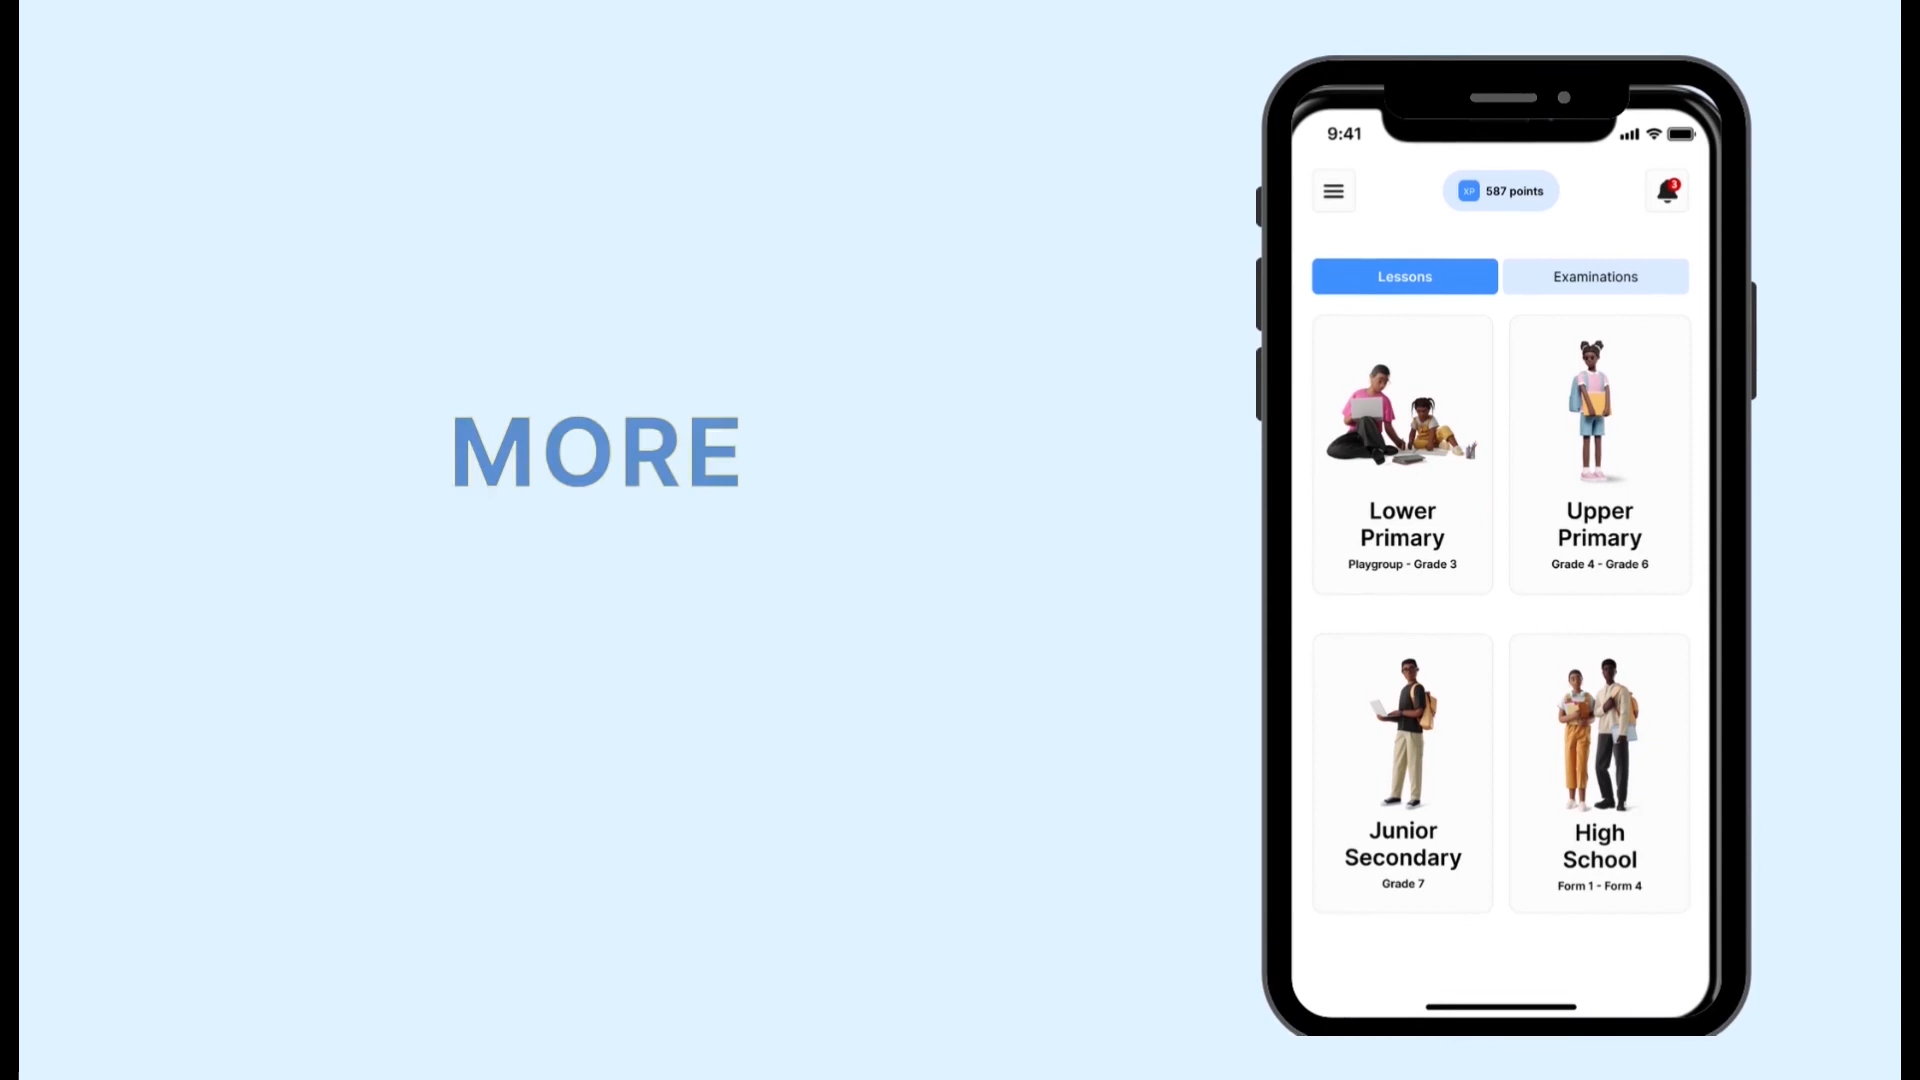 MORE
9:41
XP 587 points
3
Lessons
Examinations
Lower
Primary
Playgroup - Grade 3
Upper
Primary
Grade 4 - Grade 6
Junior
Secondary
Grade 7
High
School
Form 1 - Form 4